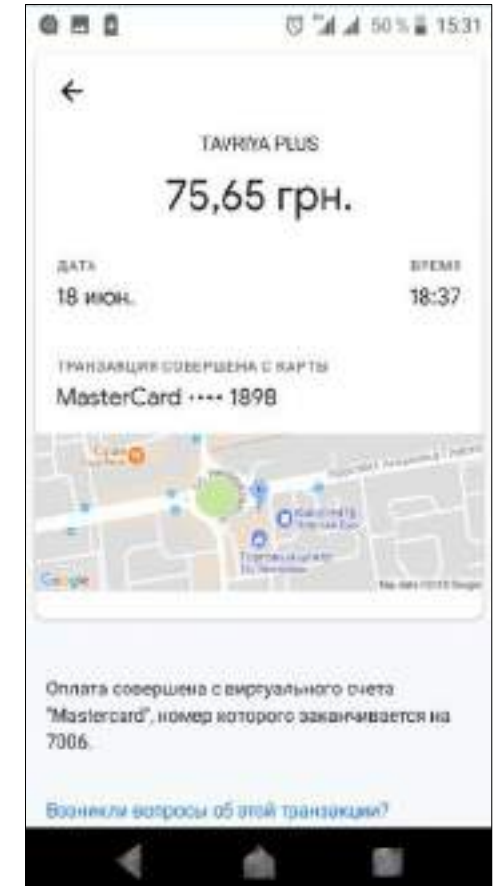 50 % 15:31
TAVRIYA PLUS
75,65 грн.
ДАТА ВРЕМЯ
18 июн. 18:37
ТРАНЗАКЦИЯ СОВЕРШЕНА С КАРТЫ
MasterCard ···· 1898
Google
Оплата совершена с виртуального счета
"Mastercard", номер которого заканчивается на
7006.
Возникли вопросы об этой транзакции?